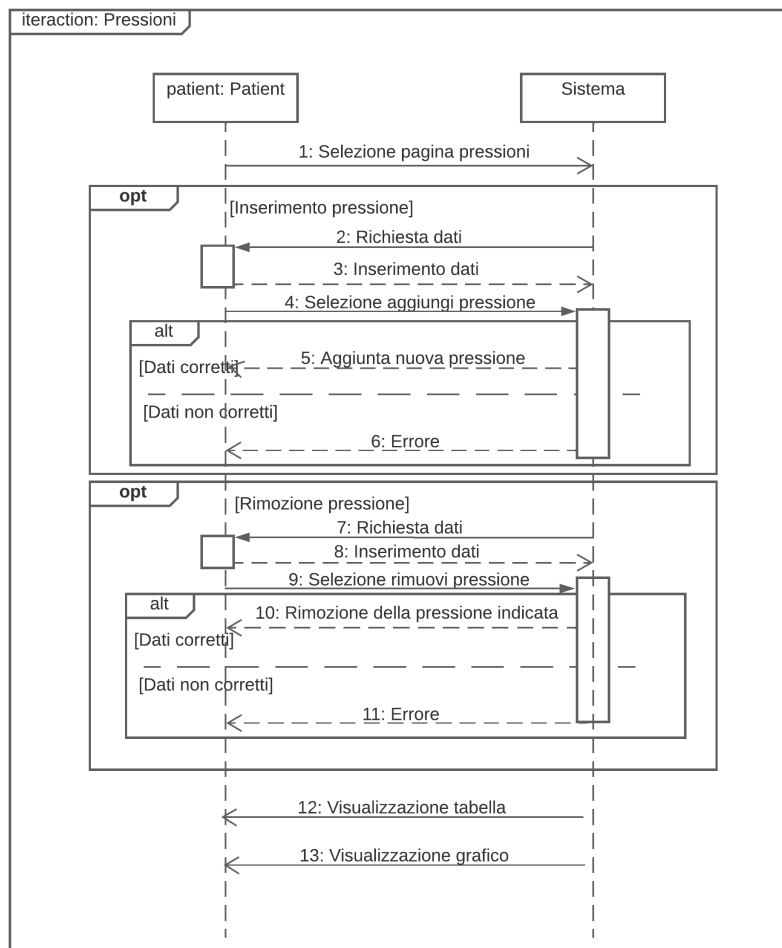 iteraction: Pressioni
patient: Patient
Sistema
1: Selezione pagina pressioni
opt
[Inserimento pressione]
2: Richiesta dati
3: Inserimento dati
4: Selezione aggiungi pressione
alt
5: Aggiunta nuova pressione
[Dati corretti]
[Dati non corretti]
6: Errore
opt
[Rimozione pressione]
7: Richiesta dati
8: Inserimento dati
9: Selezione rimuovi pressione
alt
10: Rimozione della pressione indicata
[Dati corretti]
[Dati non corretti]
11: Errore
12: Visualizzazione tabella
13: Visualizzazione grafico